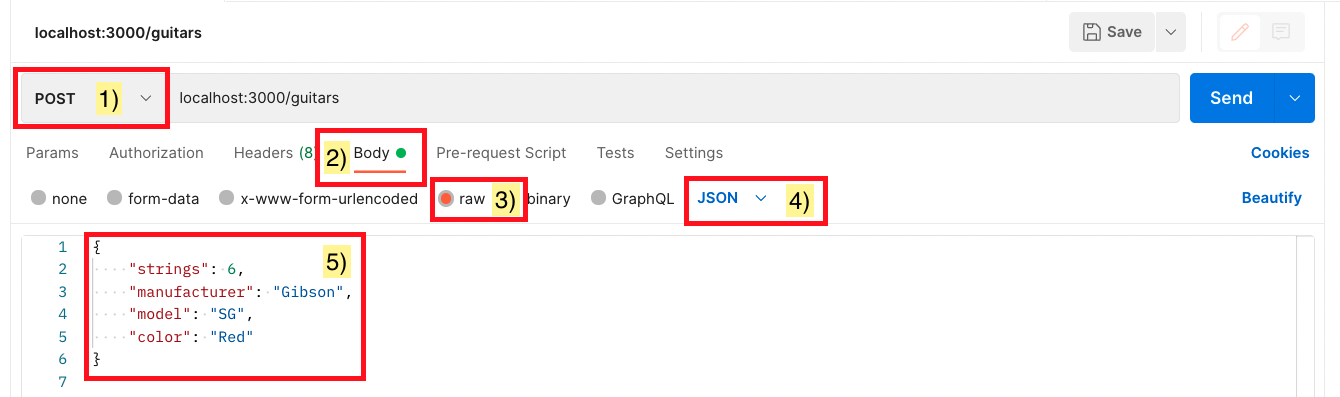 localhost:3000/guitars Save
POST 1) localhost:3000/guitars Send
Params Authorization Headers (8) 2) Body Pre-request Script Tests Settings Cookies
none form-data x-www-form-urlencoded raw 3) binary GraphQL JSON 4) Beautify
1 {
2 "strings": 6, 5)
3 "manufacturer": "Gibson",
4 "model": "SG",
5 "color": "Red"
6 }
7